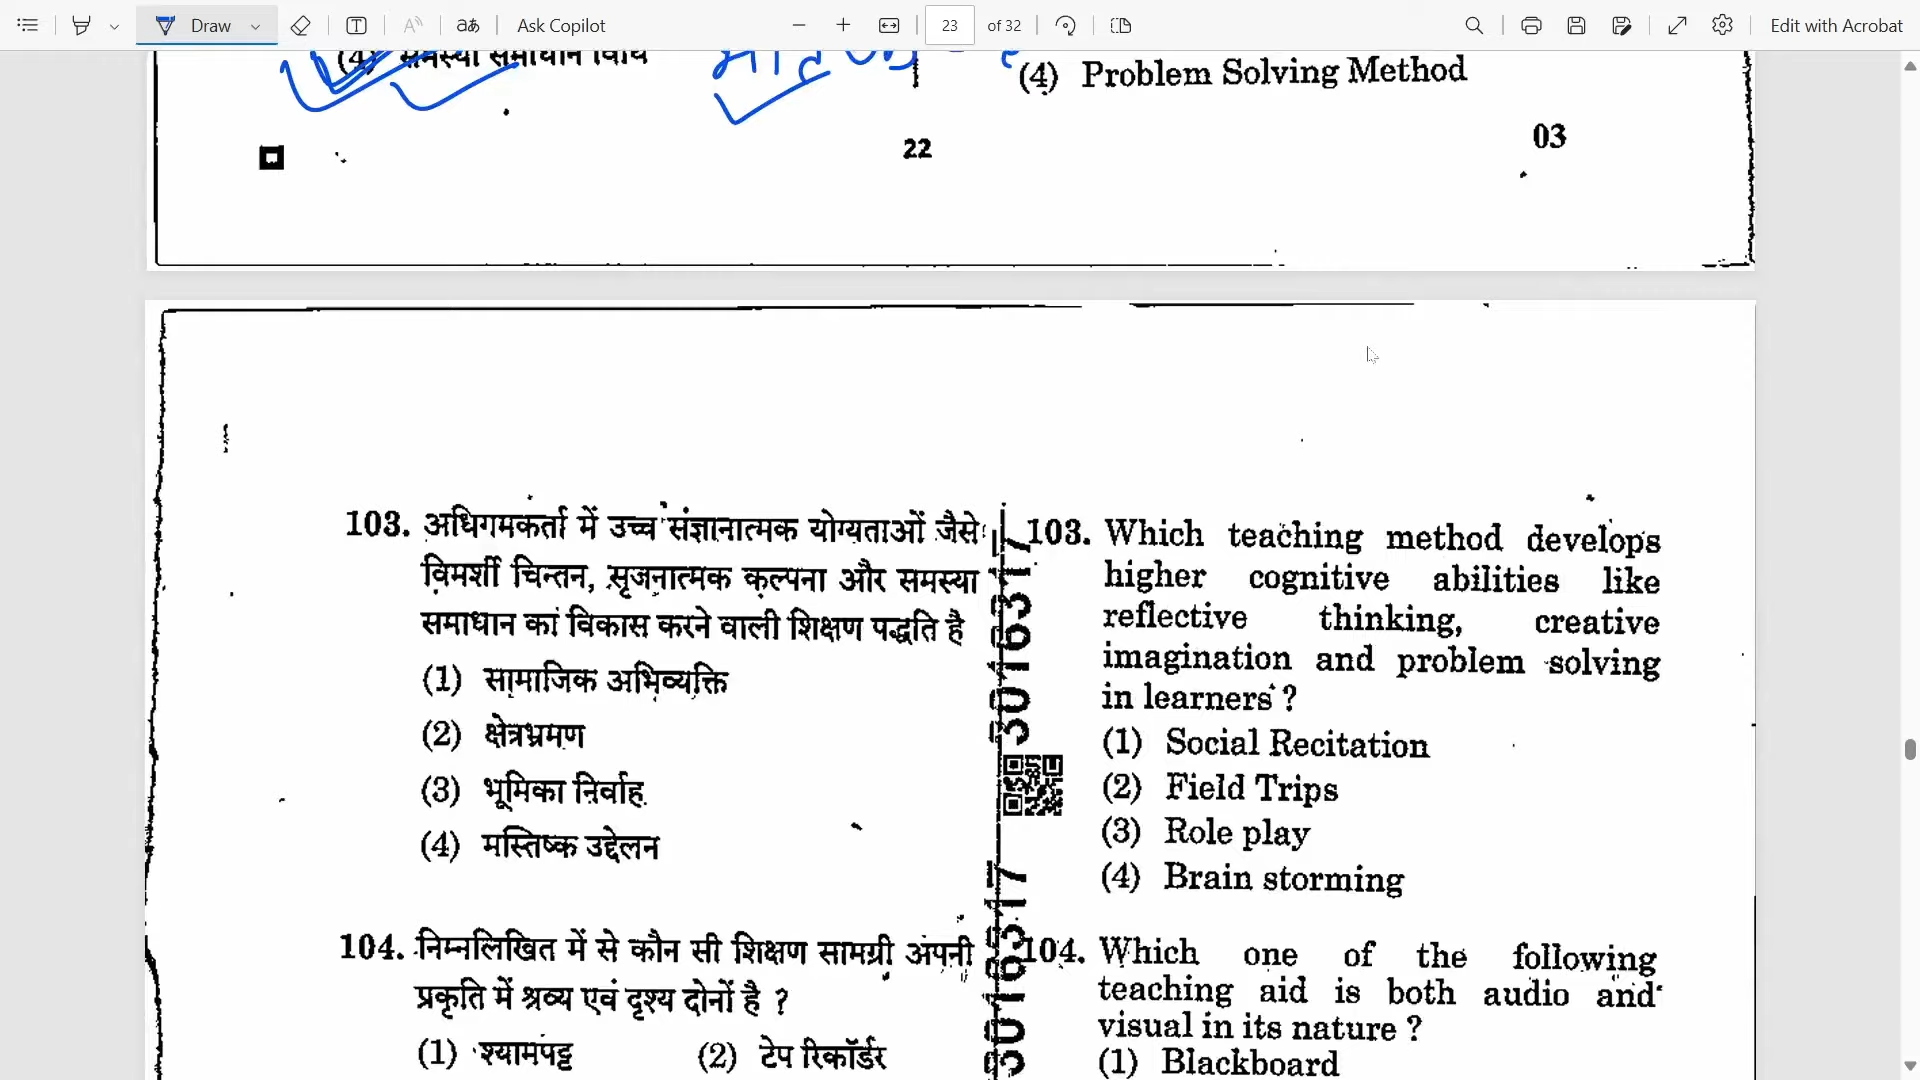 Draw
Ask Copilot
23 of 32
Edit with Acrobat
(4) समस्या समाधान विधि
(4) Problem Solving Method
22
03
103. अधिगमकर्ता में उच्च संज्ञानात्मक योग्यताओं जैसे
विमर्शी चिन्तन, सृजनात्मक कल्पना और समस्या
समाधान का विकास करने वाली शिक्षण पद्धति है
(1) सामाजिक अभिव्यक्ति
(2) क्षेत्रभ्रमण
(3) भूमिका निर्वाह
(4) मस्तिष्क उद्देलन
104. निम्नलिखित में से कौन सी शिक्षण सामग्री अपनी
प्रकृति में श्रव्य एवं दृश्य दोनों है ?
(1) श्यामपट्ट (2) टेप रिकॉर्डर
3016317
3016317
103. Which teaching method develops
higher cognitive abilities like
reflective thinking, creative
imagination and problem solving
in learners ?
(1) Social Recitation
(2) Field Trips
(3) Role play
(4) Brain storming
104. Which one of the following
teaching aid is both audio and
visual in its nature ?
(1) Blackboard